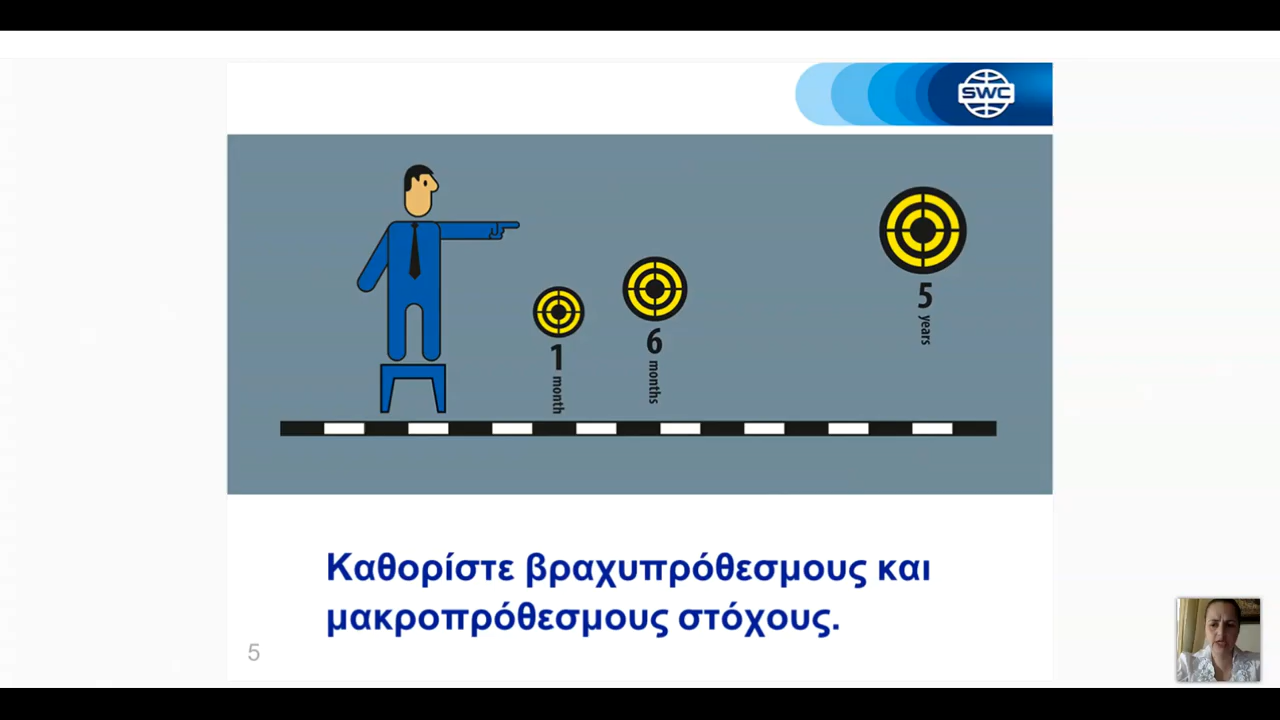 SWC
1
month
6
months
5
years
Καθορίστε βραχυπρόθεσμους και
μακροπρόθεσμους στόχους.
5